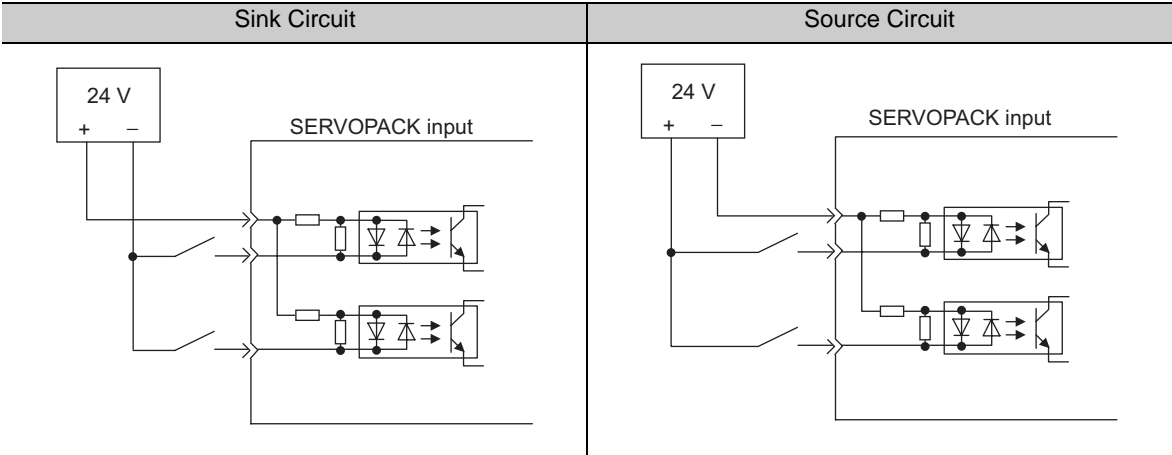 Sink Circuit
Source Circuit
24 V
+ −
SERVOPACK input
24 V
+ −
SERVOPACK input